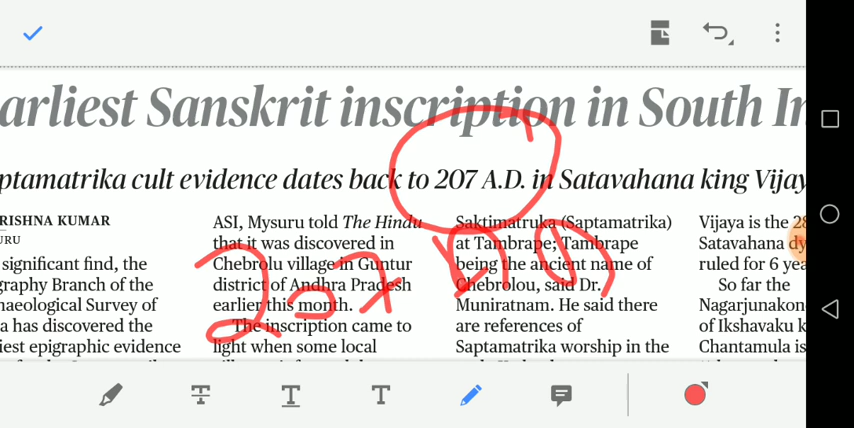 arliest Sanskrit inscription in South In
ptamatrika cult evidence dates back to 207 A.D. in Satavahana king Vijay
RISHNA KUMAR
URU
significant find, the
graphy Branch of the
haeological Survey of
a has discovered the
iest epigraphic evidence
ASI, Mysuru told The Hindu
that it was discovered in
Chebrolu village in Guntur
district of Andhra Pradesh
earlier this month.
The inscription came to
light when some local
Saktimatruka (Saptamatrika)
at Tambrape; Tambrape
being the ancient name of
Chebrolou, said Dr.
Muniratnam. He said there
are references of
Saptamatrika worship in the
Vijaya is the 28
Satavahana dy
ruled for 6 yea
So far the
Nagarjunakon
of Ikshavaku k
Chantamula is